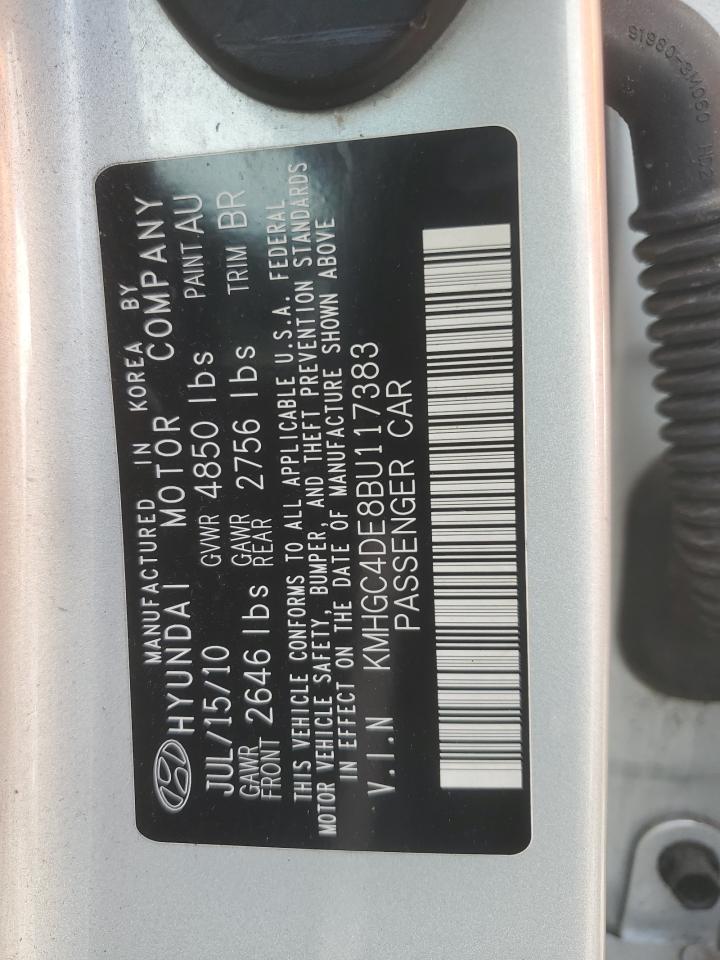 MANUFACTURED IN KOREA BY
HYUNDAI MOTOR COMPANY
JUL/15/10 GVWR 4850 lbs PAINT AU
GAWR FRONT 2646 lbs GAWR REAR 2756 lbs TRIM BR
THIS VEHICLE CONFORMS TO ALL APPLICABLE U.S.A. FEDERAL
MOTOR VEHICLE SAFETY, BUMPER, AND THEFT PREVENTION STANDARDS
IN EFFECT ON THE DATE OF MANUFACTURE SHOWN ABOVE
V.I.N KMHGC4DE8BU117383
PASSENGER CAR
91980-3M060